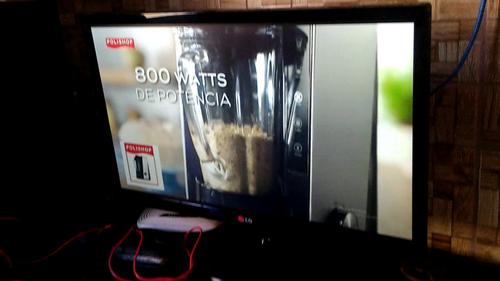 POLISHOP
800 WATTS
DE POTÊNCIA
POLISHOP
LG